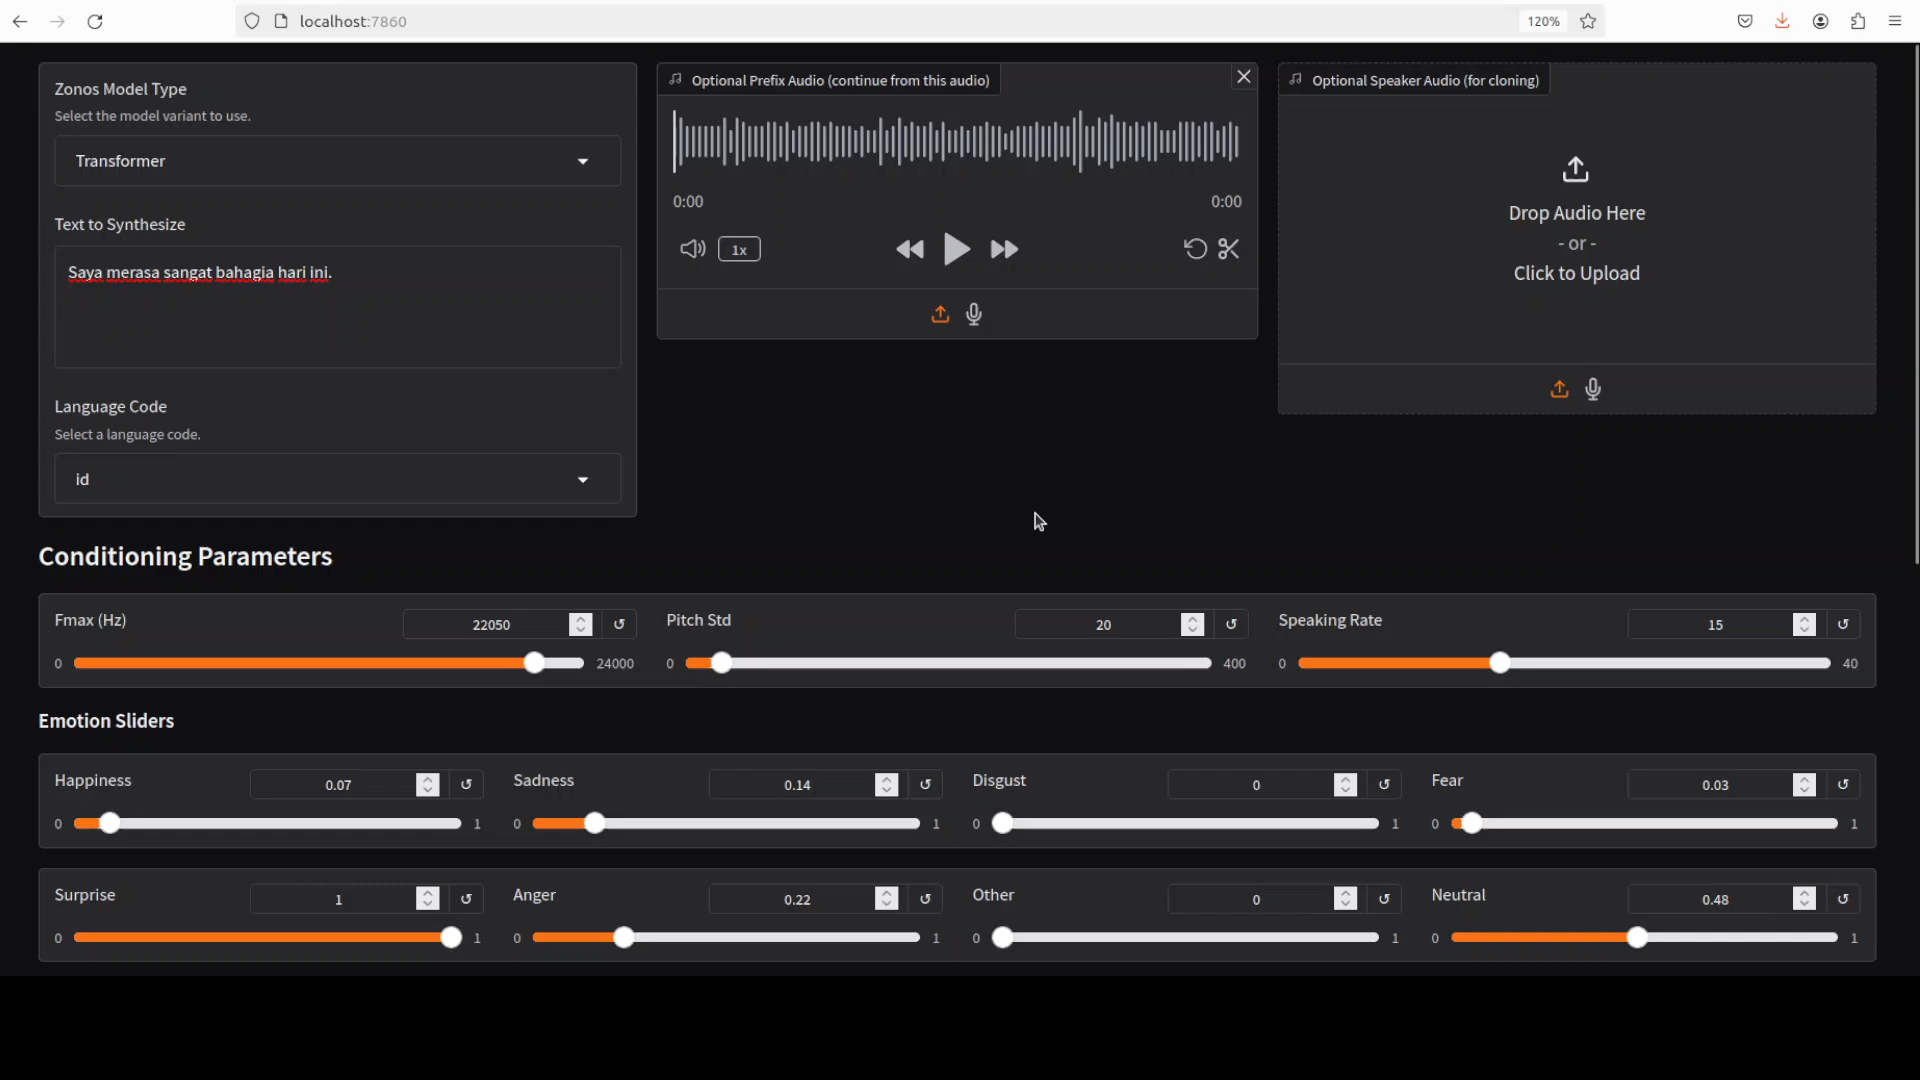 localhost:7860
120%
Zonos Model Type
Select the model variant to use.
Transformer
Text to Synthesize
Saya merasa sangat bahagia hari ini.
Language Code
Select a language code.
id
Optional Prefix Audio (continue from this audio)
0:00
0:00
1x
Optional Speaker Audio (for cloning)
Drop Audio Here
- or -
Click to Upload
Conditioning Parameters
Fmax (Hz)
22050
0
24000
Pitch Std
20
0
400
Speaking Rate
15
0
40
Emotion Sliders
Happiness
0.07
0
1
Sadness
0.14
0
1
Disgust
0
0
1
Fear
0.03
0
1
Surprise
1
0
1
Anger
0.22
0
1
Other
0
0
1
Neutral
0.48
0
1